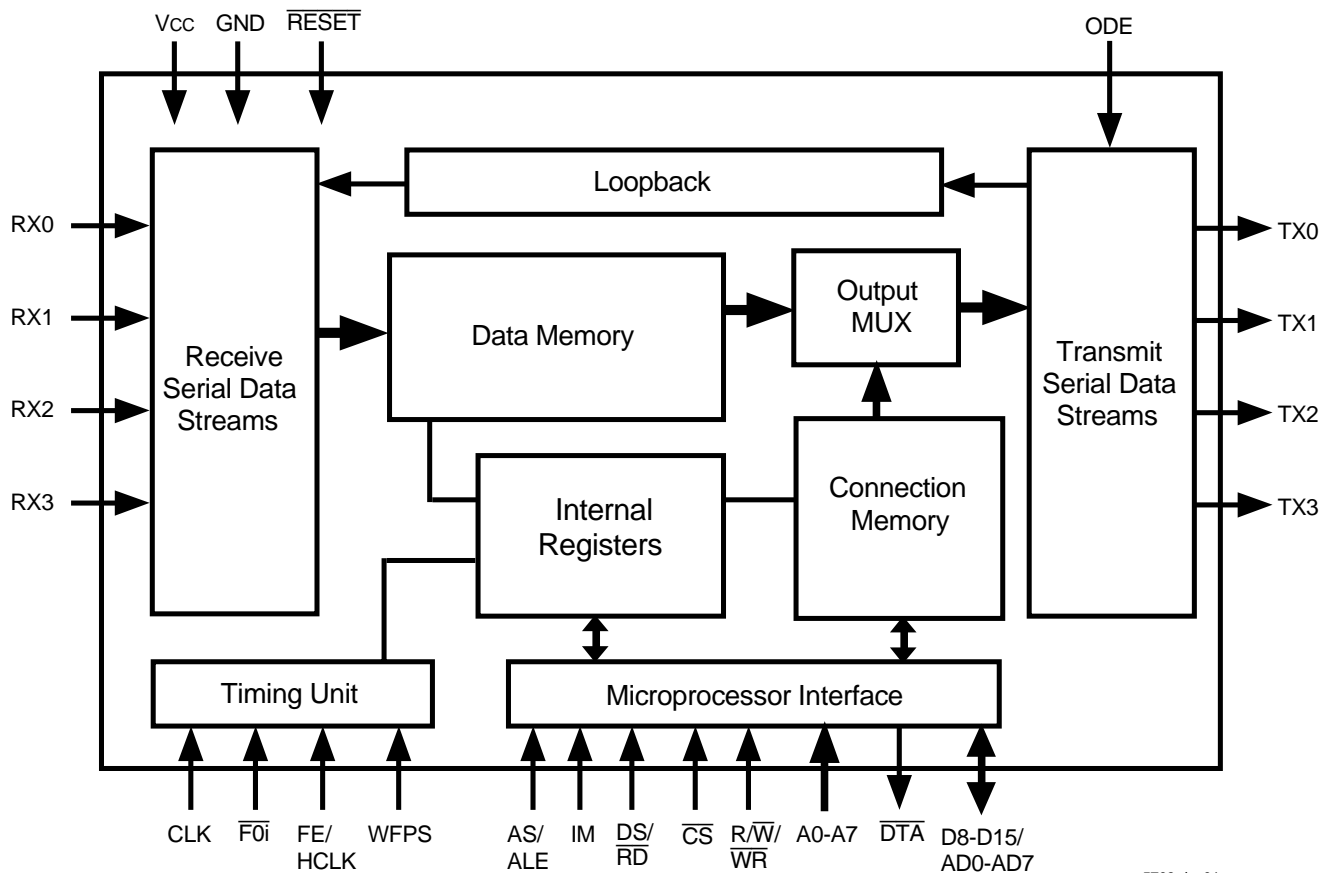 Vcc GND RESET ODE
Loopback
RX0
RX1
RX2
RX3
Receive
Serial Data
Streams
Data Memory
Output
MUX
Transmit
Serial Data
Streams
TX0
TX1
TX2
TX3
Internal
Registers
Connection
Memory
Timing Unit
Microprocessor Interface
CLK
F0i
FE/
HCLK
WFPS
AS/
ALE
IM
DS/
RD
CS
R/W/
WR
A0-A7
DTA
D8-D15/
AD0-AD7